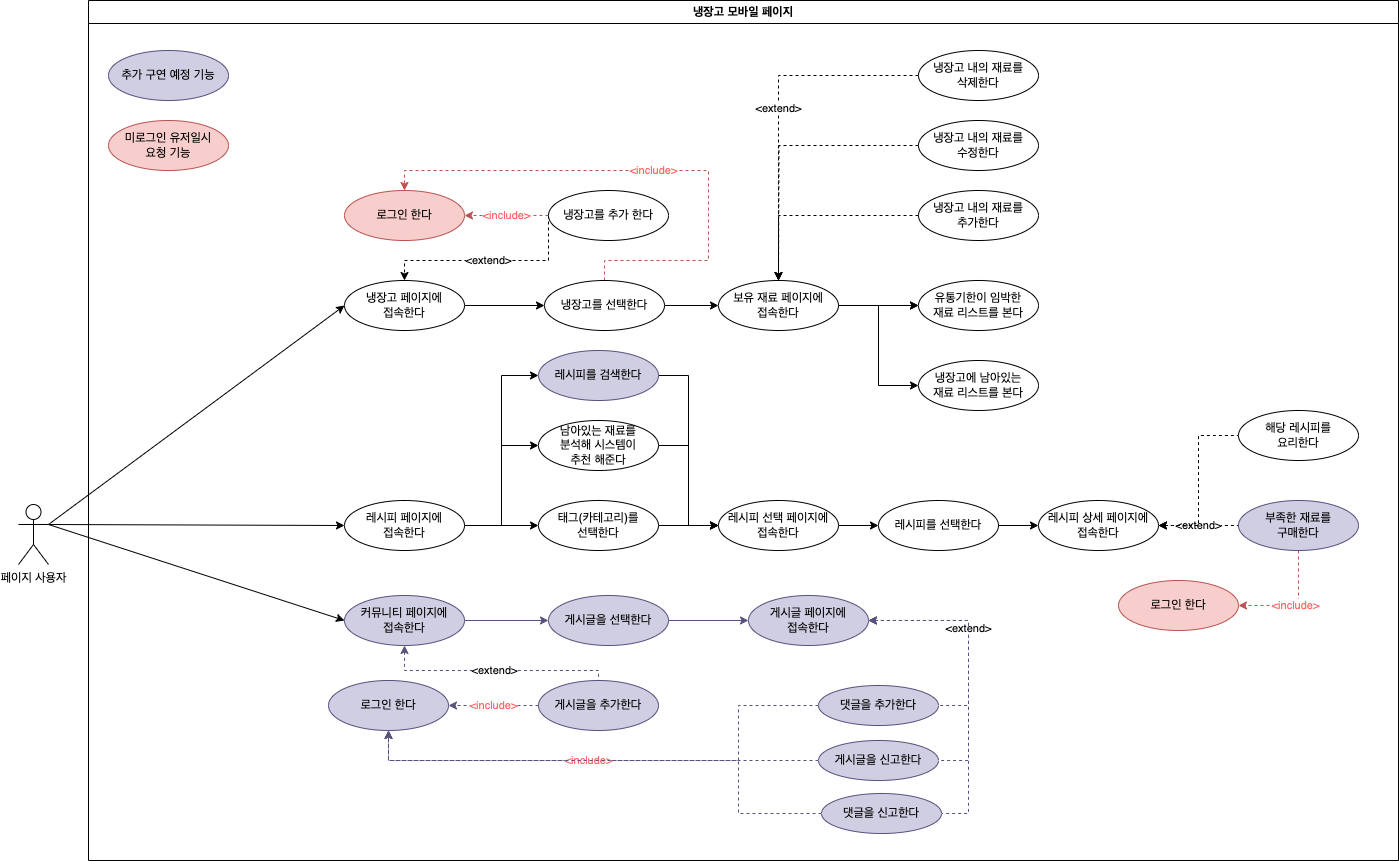 냉장고 모바일 페이지
추가 구연 예정 기능
미로그인 유저일시
요청 기능
냉장고 내의 재료를
삭제한다
<extend>
냉장고 내의 재료를
수정한다
<include>
로그인 한다
<include>
냉장고를 추가 한다
냉장고 내의 재료를
추가한다
<extend>
냉장고 페이지에
접속한다
냉장고를 선택한다
보유 재료 페이지에
접속한다
유통기한이 임박한
재료 리스트를 본다
레시피를 검색한다
냉장고에 남아있는
재료 리스트를 본다
남아있는 재료를
분석해 시스템이
추천 해준다
해당 레시피를
요리한다
레시피 페이지에
접속한다
태그(카테고리)를
선택한다
레시피 선택 페이지에
접속한다
레시피를 선택한다
레시피 상세 페이지에
접속한다
<extend>
부족한 재료를
구매한다
페이지 사용자
로그인 한다
<include>
커뮤니티 페이지에
접속한다
게시글을 선택한다
게시글 페이지에
접속한다
<extend>
<extend>
로그인 한다
<include>
게시글을 추가한다
댓글을 추가한다
<include>
게시글을 신고한다
댓글을 신고한다